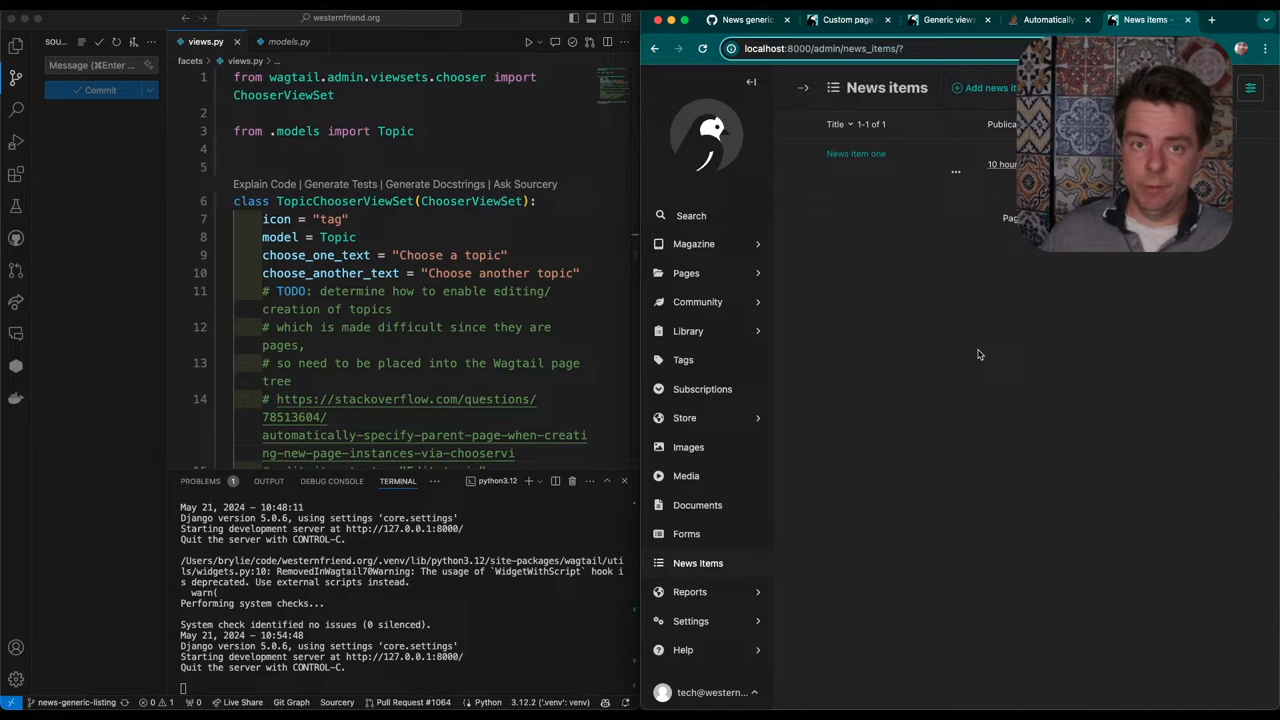 westernfriend.org
SOU...
Message (⌘Enter ...
Commit
views.py
models.py
facets > views.py > ...
1 from wagtail.admin.viewsets.chooser import
ChooserViewSet
2
3 from .models import Topic
4
5
Explain Code | Generate Tests | Generate Docstrings | Ask Sourcery
6 class TopicChooserViewSet(ChooserViewSet):
7 icon = "tag"
8 model = Topic
9 choose_one_text = "Choose a topic"
10 choose_another_text = "Choose another topic"
11 # TODO: determine how to enable editing/
creation of topics
12 # which is made difficult since they are
pages,
13 # so need to be placed into the Wagtail page
tree
14 # https://stackoverflow.com/questions/
78513604/
automatically-specify-parent-page-when-creati
ng-new-page-instances-via-chooservi
PROBLEMS 1 OUTPUT DEBUG CONSOLE TERMINAL ... python3.12
May 21, 2024 - 10:48:11
Django version 5.0.6, using settings 'core.settings'
Starting development server at http://127.0.0.1:8000/
Quit the server with CONTROL-C.
/Users/brylie/code/westernfriend.org/.venv/lib/python3.12/site-packages/wagtail/uti
ls/widgets.py:10: RemovedInWagtail70Warning: The usage of `WidgetWithScript` hook i
s deprecated. Use external scripts instead.
warn(
Performing system checks...
System check identified no issues (0 silenced).
May 21, 2024 - 10:54:48
Django version 5.0.6, using settings 'core.settings'
Starting development server at http://127.0.0.1:8000/
Quit the server with CONTROL-C.
news-generic-listing 0 1 0 Live Share Git Graph Sourcery Pull Request #1064 Python 3.12.2 ('.venv': venv)
News generic
Custom page
Generic views
Automatically
News items -
localhost:8000/admin/news_items/?
News items
Add news it
Title 1-1 of 1
Publica
News item one
10 hour
Pag
Search
Magazine
Pages
Community
Library
Tags
Subscriptions
Store
Images
Media
Documents
Forms
News Items
Reports
Settings
Help
tech@western...